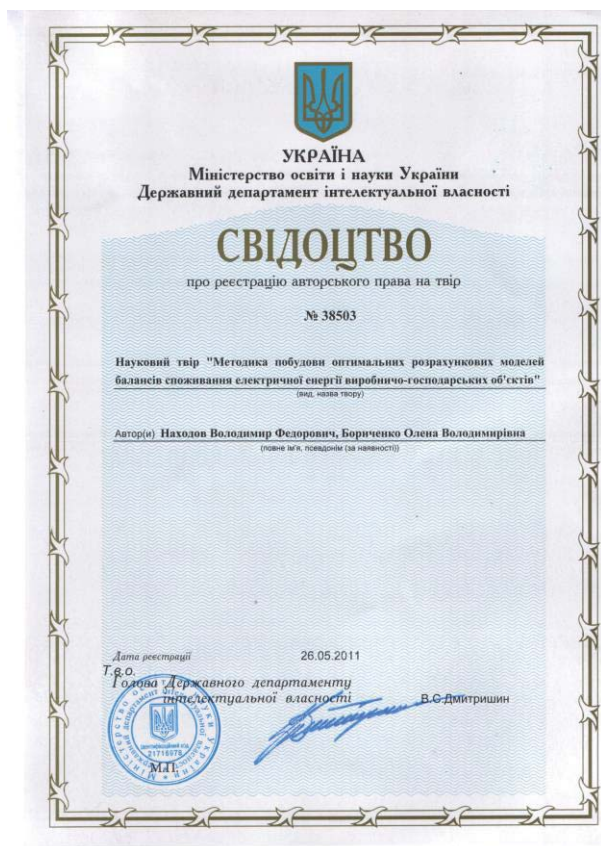 УКРАЇНА
Міністерство освіти і науки України
Державний департамент інтелектуальної власності
СВІДОЦТВО
про реєстрацію авторського права на твір
№ 38503
Науковий твір "Методика побудови оптимальних розрахункових моделей
балансів споживання електричної енергії виробничо-господарських об'єктів"
(вид, назва твору)
Автор(и) Находов Володимир Федорович, Бориченко Олена Володимирівна
(повне ім'я, псевдонім (за наявності))
Дата реєстрації 26.05.2011
Т.в.о.
Голова Державного департаменту
інтелектуальної власності В.С.Дмитришин
ідентифікаційний код
21716978
М.П.